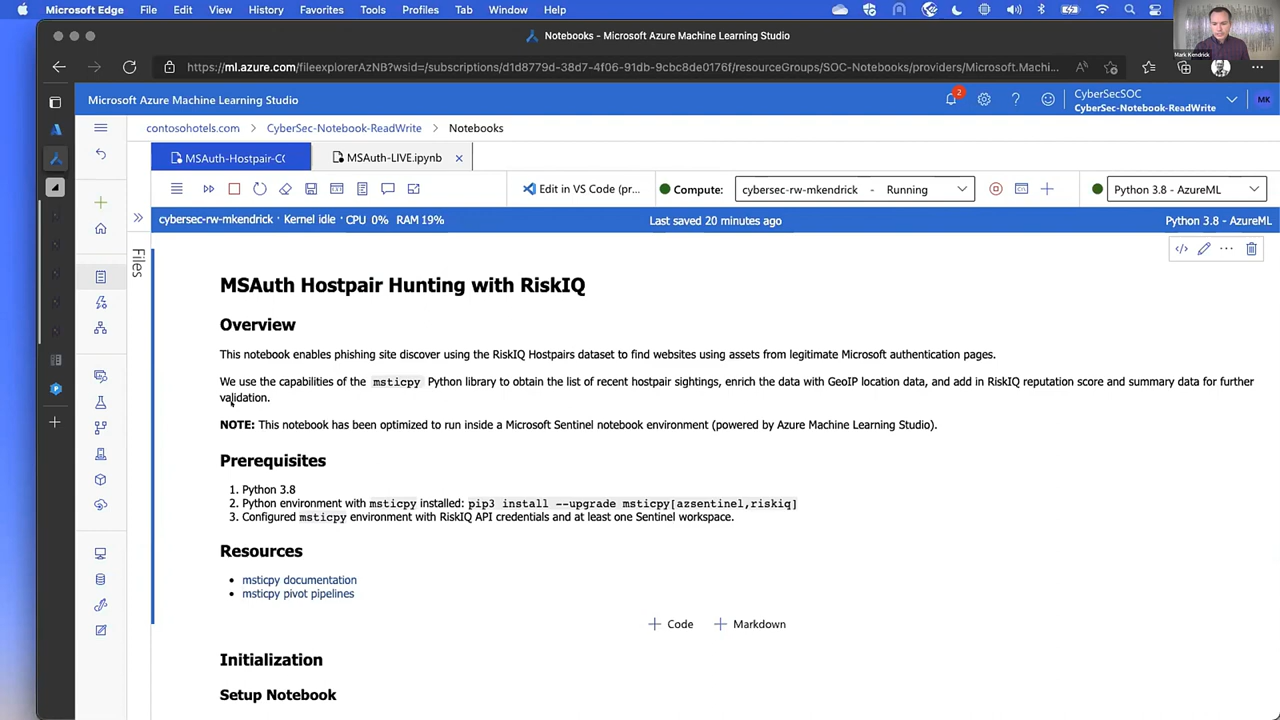 Microsoft Edge File Edit View History Favorites Tools Profiles Tab Window Help
Mark Kendrick
Notebooks - Microsoft Azure Machine Learning Studio
https://ml.azure.com/fileexplorerAzNB?wsid=/subscriptions/d1d8779d-38d7-4f06-91db-9cbc8de0176f/resourceGroups/SOC-Notebooks/providers/Microsoft.Machi...
Microsoft Azure Machine Learning Studio
2
CyberSecSOC
CyberSec-Notebook-ReadWrite
MK
contosohotels.com > CyberSec-Notebook-ReadWrite > Notebooks
MSAuth-Hostpair-CC
MSAuth-LIVE.ipynb
Edit in VS Code (pr...
Compute:
cybersec-rw-mkendrick - Running
Python 3.8 - AzureML
cybersec-rw-mkendrick · Kernel idle · CPU 0% RAM 19%
Last saved 20 minutes ago
Python 3.8 - AzureML
Files
MSAuth Hostpair Hunting with RiskIQ
Overview
This notebook enables phishing site discover using the RiskIQ Hostpairs dataset to find websites using assets from legitimate Microsoft authentication pages.
We use the capabilities of the msticpy Python library to obtain the list of recent hostpair sightings, enrich the data with GeoIP location data, and add in RiskIQ reputation score and summary data for further
validation.
NOTE: This notebook has been optimized to run inside a Microsoft Sentinel notebook environment (powered by Azure Machine Learning Studio).
Prerequisites
1. Python 3.8
2. Python environment with msticpy installed: pip3 install --upgrade msticpy[azsentinel,riskiq]
3. Configured msticpy environment with RiskIQ API credentials and at least one Sentinel workspace.
Resources
• msticpy documentation
• msticpy pivot pipelines
+ Code + Markdown
Initialization
Setup Notebook